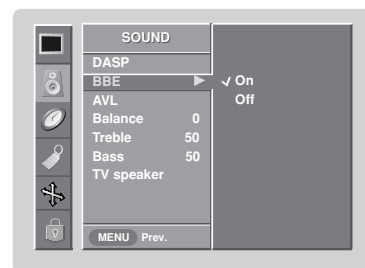 SOUND
DASP
BBE
AVL
Balance 0
Treble 50
Bass 50
TV speaker
On
Off
MENU Prev.